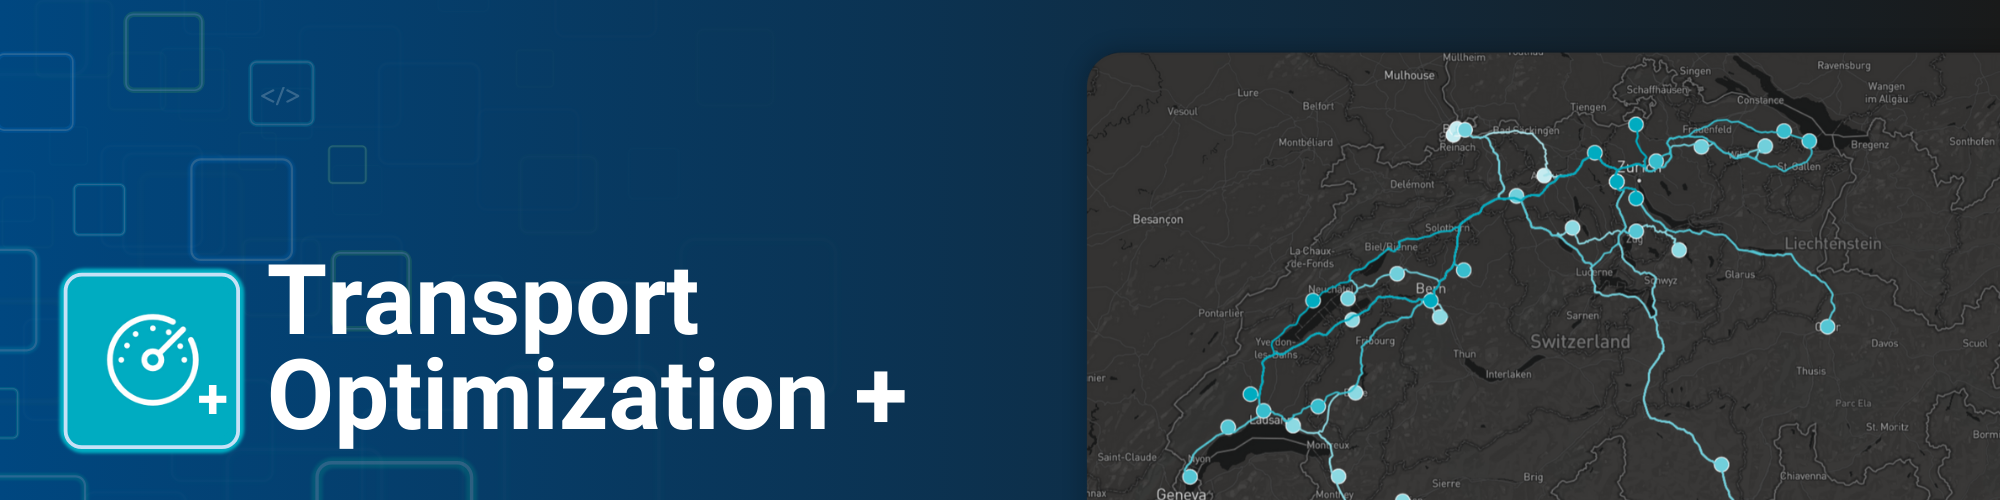 </>
+
Transport
Optimization +
Müllheim
Mulhouse
Singen
Ravensburg
Lure
Schaffhausen
Wangen
im Allgäu
Belfort
Tiengen
Constance
Vesoul
Bad Säckingen
Frauenfeld
Montbéliard
Reinach
Bregenz
Sonthofen
Zurich
St. Gallen
Delémont
Besançon
Solothurn
Biel/Bienne
Zug
Liechtenstein
La Chaux-
de-Fonds
Lucerne
Schwyz
Glarus
Neuchâtel
Bern
Pontarlier
Sarnen
Yverdon-
les-Bains
Fribourg
Switzerland
Thun
Davos
Scuol
Interlaken
Thusis
Parc Ela
Lausanne
St. Moritz
Montreux
Saint-Claude
Nyon
Sierre
Brig
Chiavenna
Geneva
Monthey